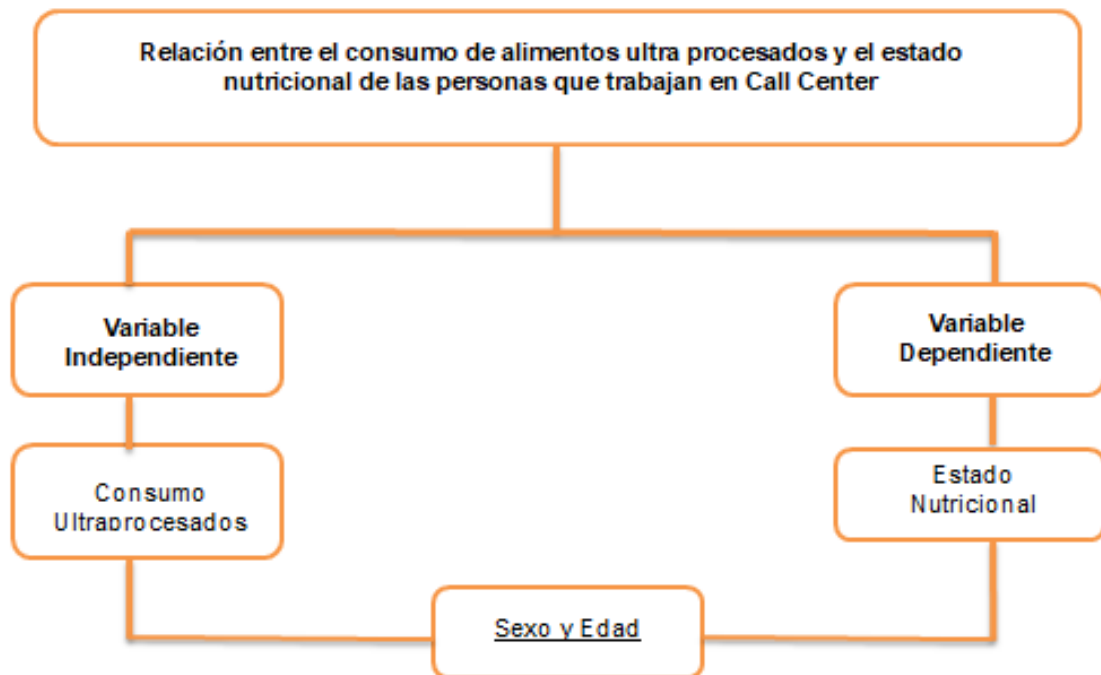 Relación entre el consumo de alimentos ultra procesados y el estado
nutricional de las personas que trabajan en Call Center
Variable
Independiente
Variable
Dependiente
Consumo
Ultraprocesados
Estado
Nutricional
Sexo y Edad